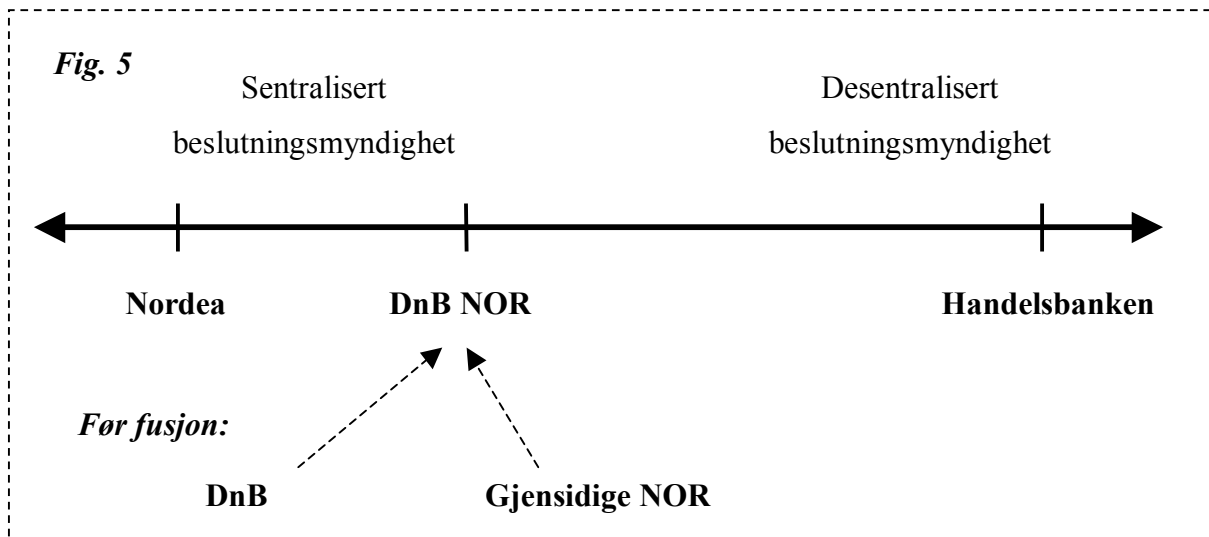 Fig. 5
Sentralisert
beslutningsmyndighet
Desentralisert
beslutningsmyndighet
Nordea
DnB NOR
Handelsbanken
Før fusjon:
DnB
Gjensidige NOR